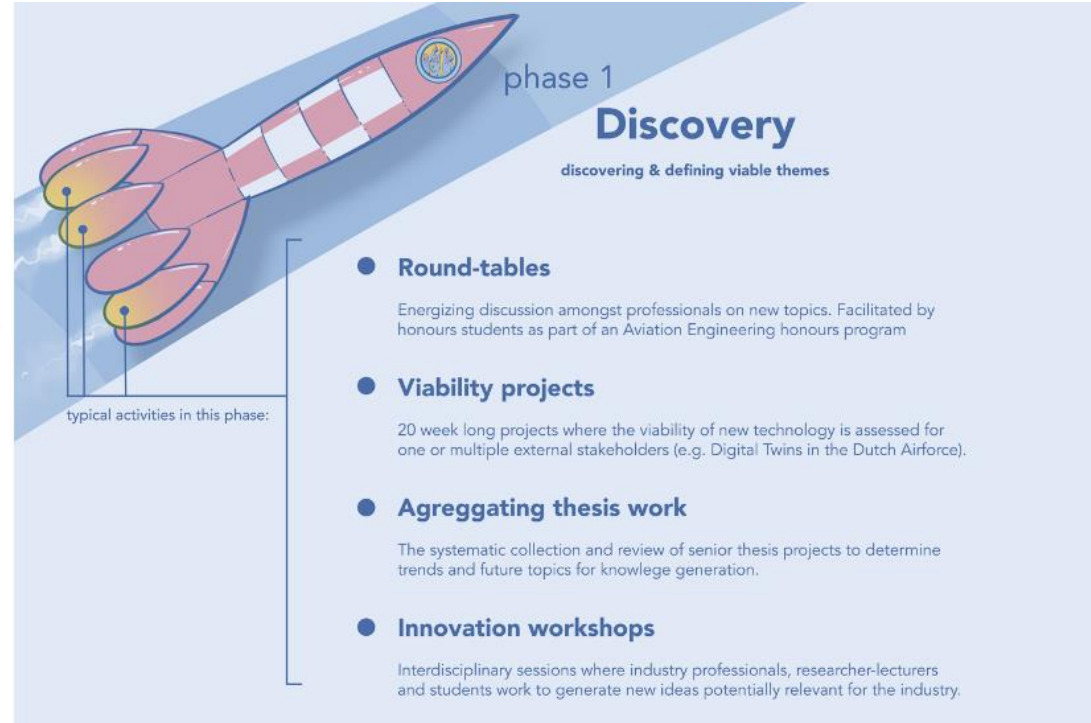 phase 1
Discovery
discovering & defining viable themes
Round-tables
Energizing discussion amongst professionals on new topics. Facilitated by
honours students as part of an Aviation Engineering honours program
Viability projects
typical activities in this phase:
20 week long projects where the viability of new technology is assessed for
one or multiple external stakeholders (e.g. Digital Twins in the Dutch Airforce).
Agreggating thesis work
The systematic collection and review of senior thesis projects to determine
trends and future topics for knowlege generation.
Innovation workshops
Interdisciplinary sessions where industry professionals, researcher-lecturers
and students work to generate new ideas potentially relevant for the industry.